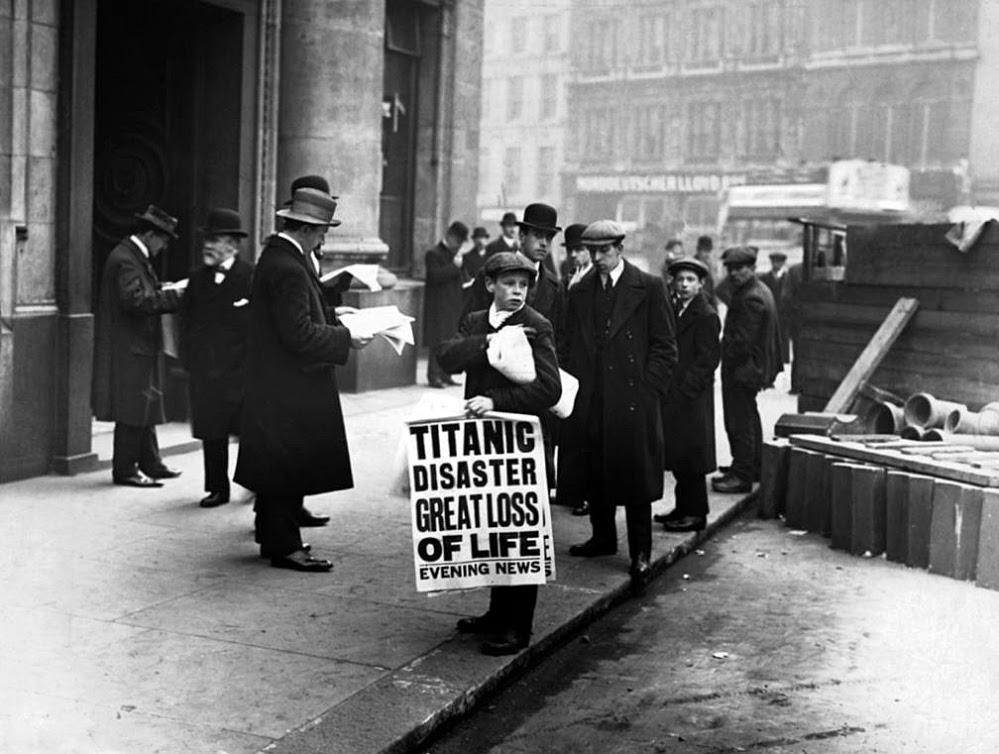 NORDDEUTSCHER LLOYD
TITANIC
DISASTER
GREAT LOSS
OF LIFE
EVENING NEWS